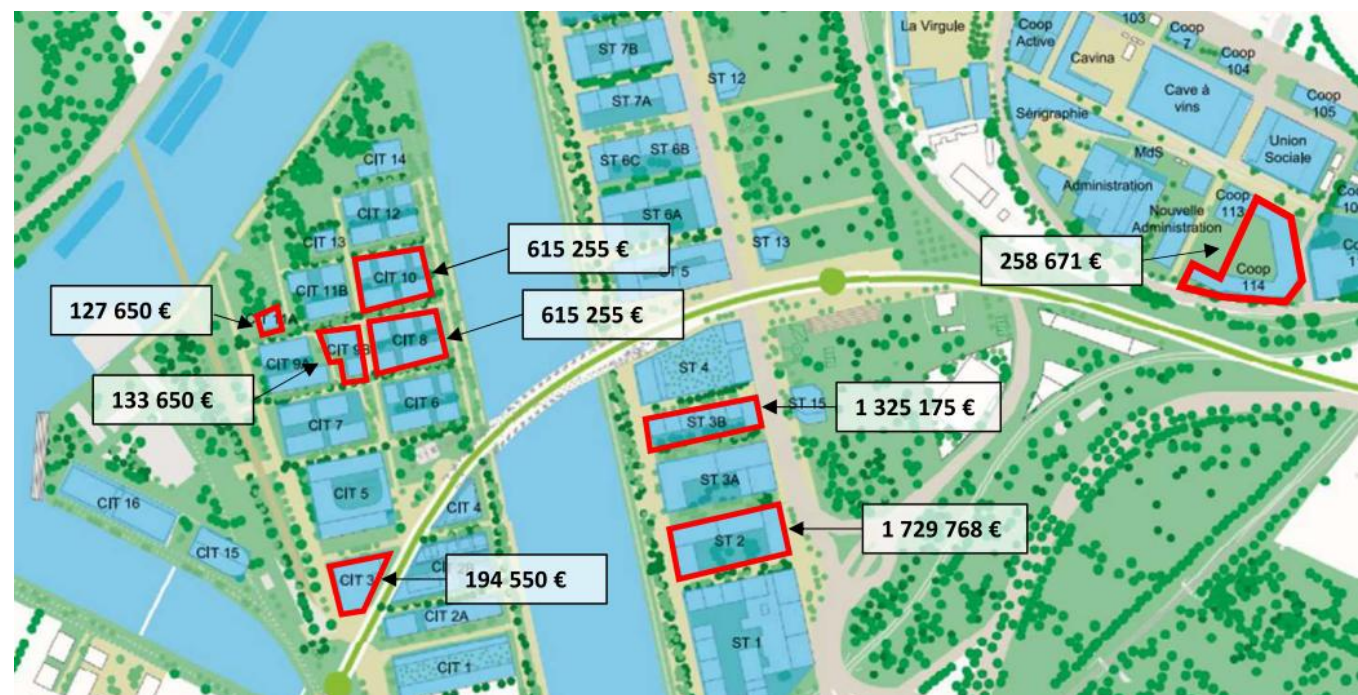 ST 7B
ST 7A
ST 12
ST 6B
ST 6C
ST 6A
ST 13
La Virgule
Coop
Active
103
Cavina
Coop
7
Coop
104
Cave à
vins
Coop
105
Sérigraphie
Union
Sociale
MdS
Administration
Nouvelle
Administration
Coop
113
Coop
114
258 671 €
CIT 14
CIT 12
CIT 13
CIT 10
CIT 11B
615 255 €
615 255 €
127 650 €
CIT 9A
CIT 9B
CIT 8
133 650 €
CIT 7
CIT 6
CIT 5
CIT 4
CIT 16
CIT 15
CIT 3
194 550 €
CIT 2B
CIT 2A
CIT 1
ST 4
ST 15
ST 3B
1 325 175 €
ST 3A
ST 2
1 729 768 €
ST 1